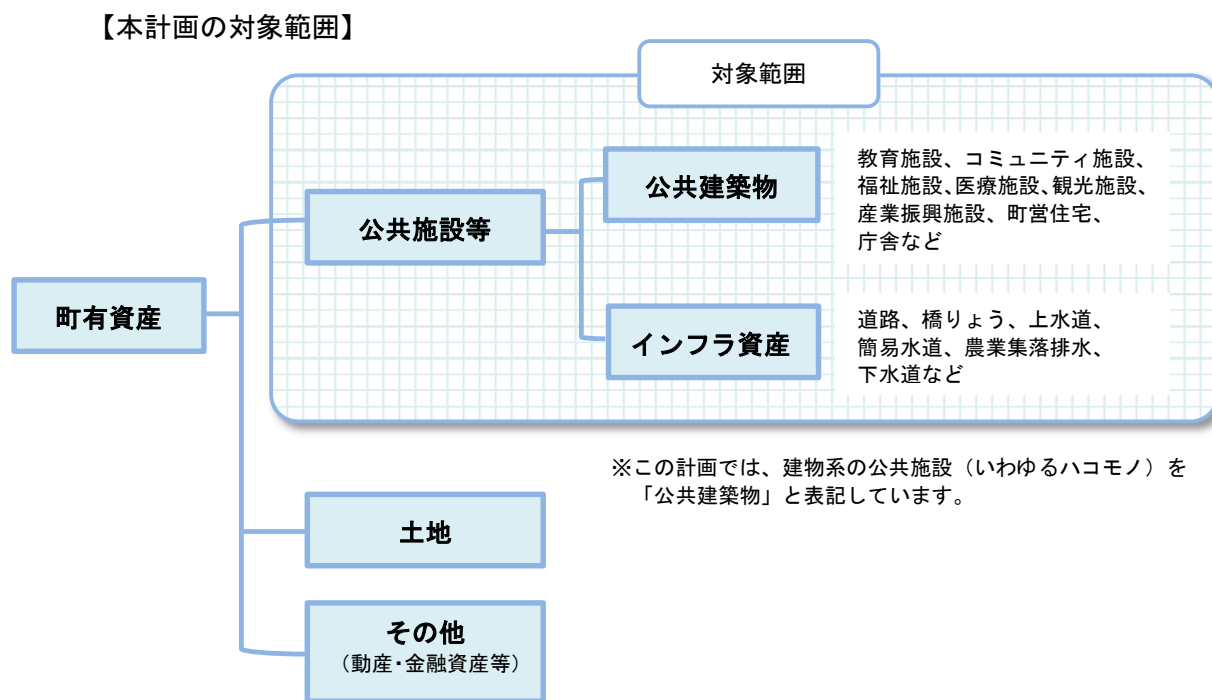 【本計画の対象範囲】
対象範囲
町有資産
公共施設等
公共建築物
教育施設、コミュニティ施設、
福祉施設、医療施設、観光施設、
産業振興施設、町営住宅、
庁舎など
インフラ資産
道路、橋りょう、上水道、
簡易水道、農業集落排水、
下水道など
※この計画では、建物系の公共施設（いわゆるハコモノ）を
「公共建築物」と表記しています。
土地
その他
（動産・金融資産等）